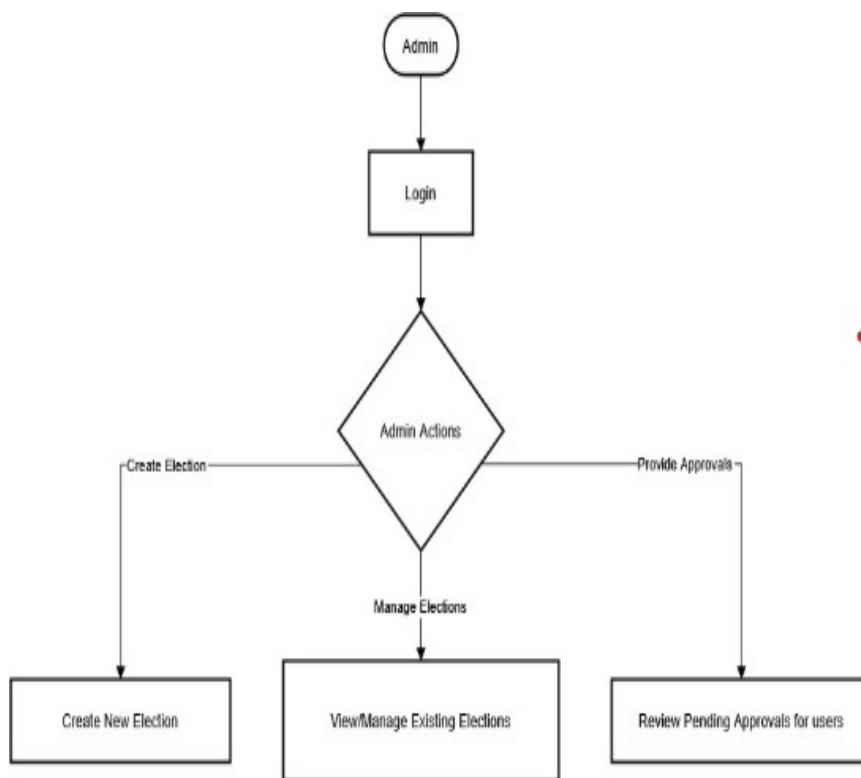 Admin
Login
Admin Actions
Create Election
Provide Approvals
Manage Elections
Create New Election
View/Manage Existing Elections
Review Pending Approvals for users